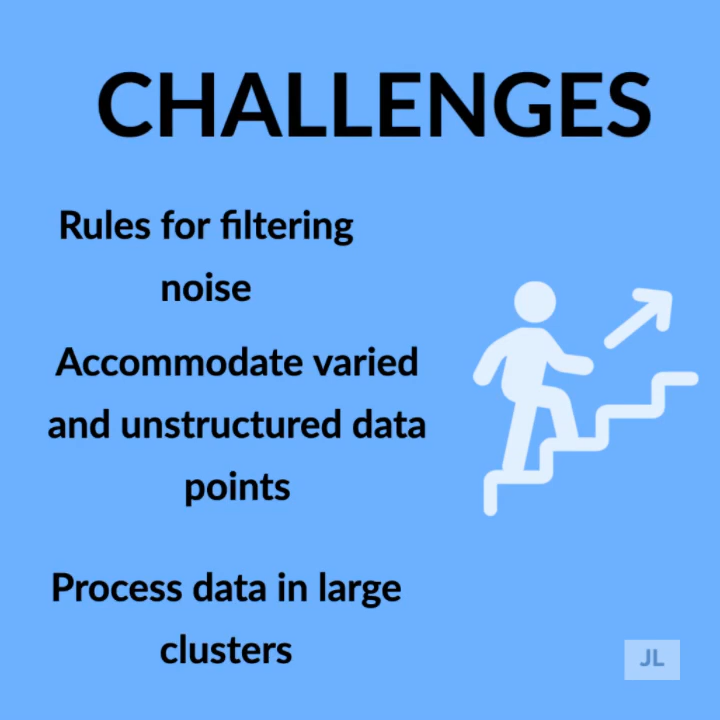 CHALLENGES
Rules for filtering
noise
Accommodate varied
and unstructured data
points
Process data in large
clusters
JL